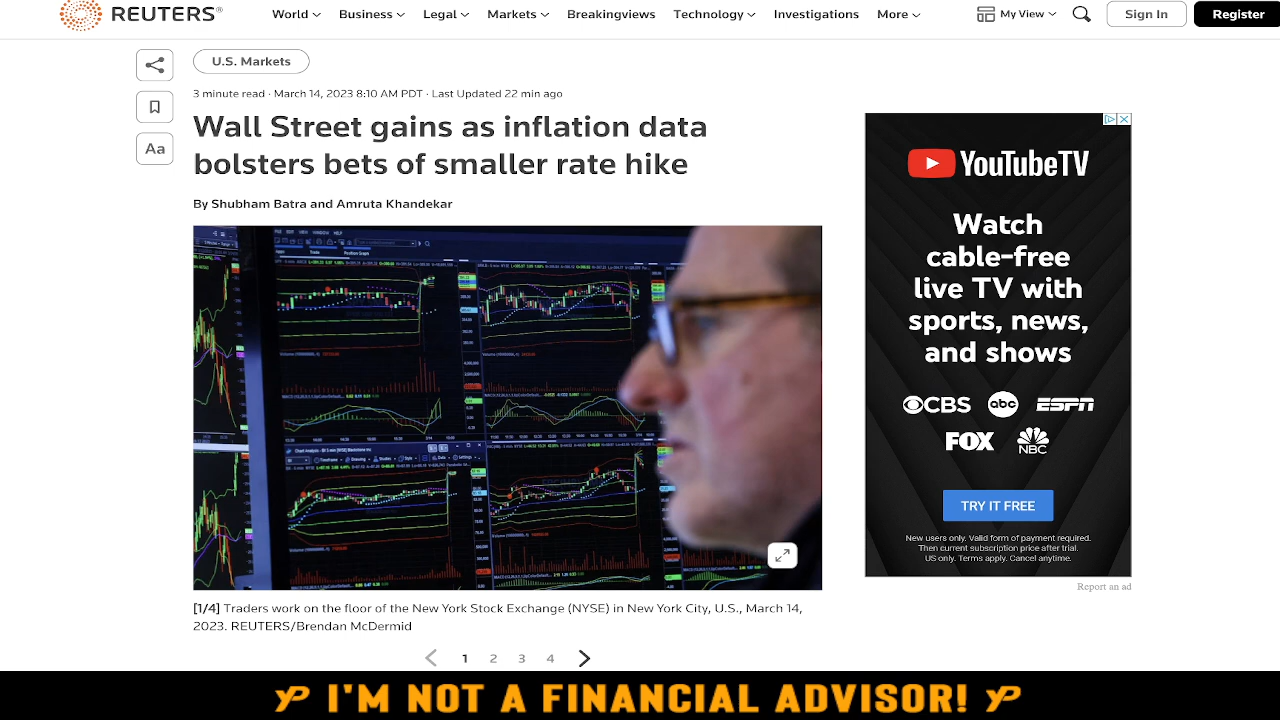 REUTERS®
World Business Legal Markets Breakingviews Technology Investigations More My View Sign In Register
U.S. Markets
3 minute read · March 14, 2023 8:10 AM PDT · Last Updated 22 min ago
Aa
Wall Street gains as inflation data
bolsters bets of smaller rate hike
By Shubham Batra and Amruta Khandekar
[1/4] Traders work on the floor of the New York Stock Exchange (NYSE) in New York City, U.S., March 14,
2023. REUTERS/Brendan McDermid
1 2 3 4
YouTubeTV
Watch
cable-free
live TV with
sports, news,
and shows
CBS abc ESPN
FOX NBC
TRY IT FREE
New users only. Valid form of payment required.
Then current subscription price after trial.
US only. Terms apply. Cancel anytime.
Report an ad
I'M NOT A FINANCIAL ADVISOR!